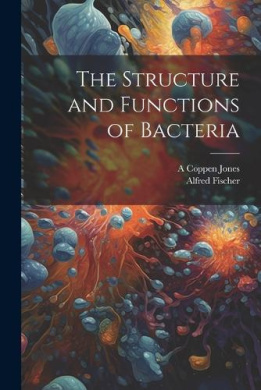 The Structure
and Functions
of Bacteria
A Coppen Jones
Alfred Fischer